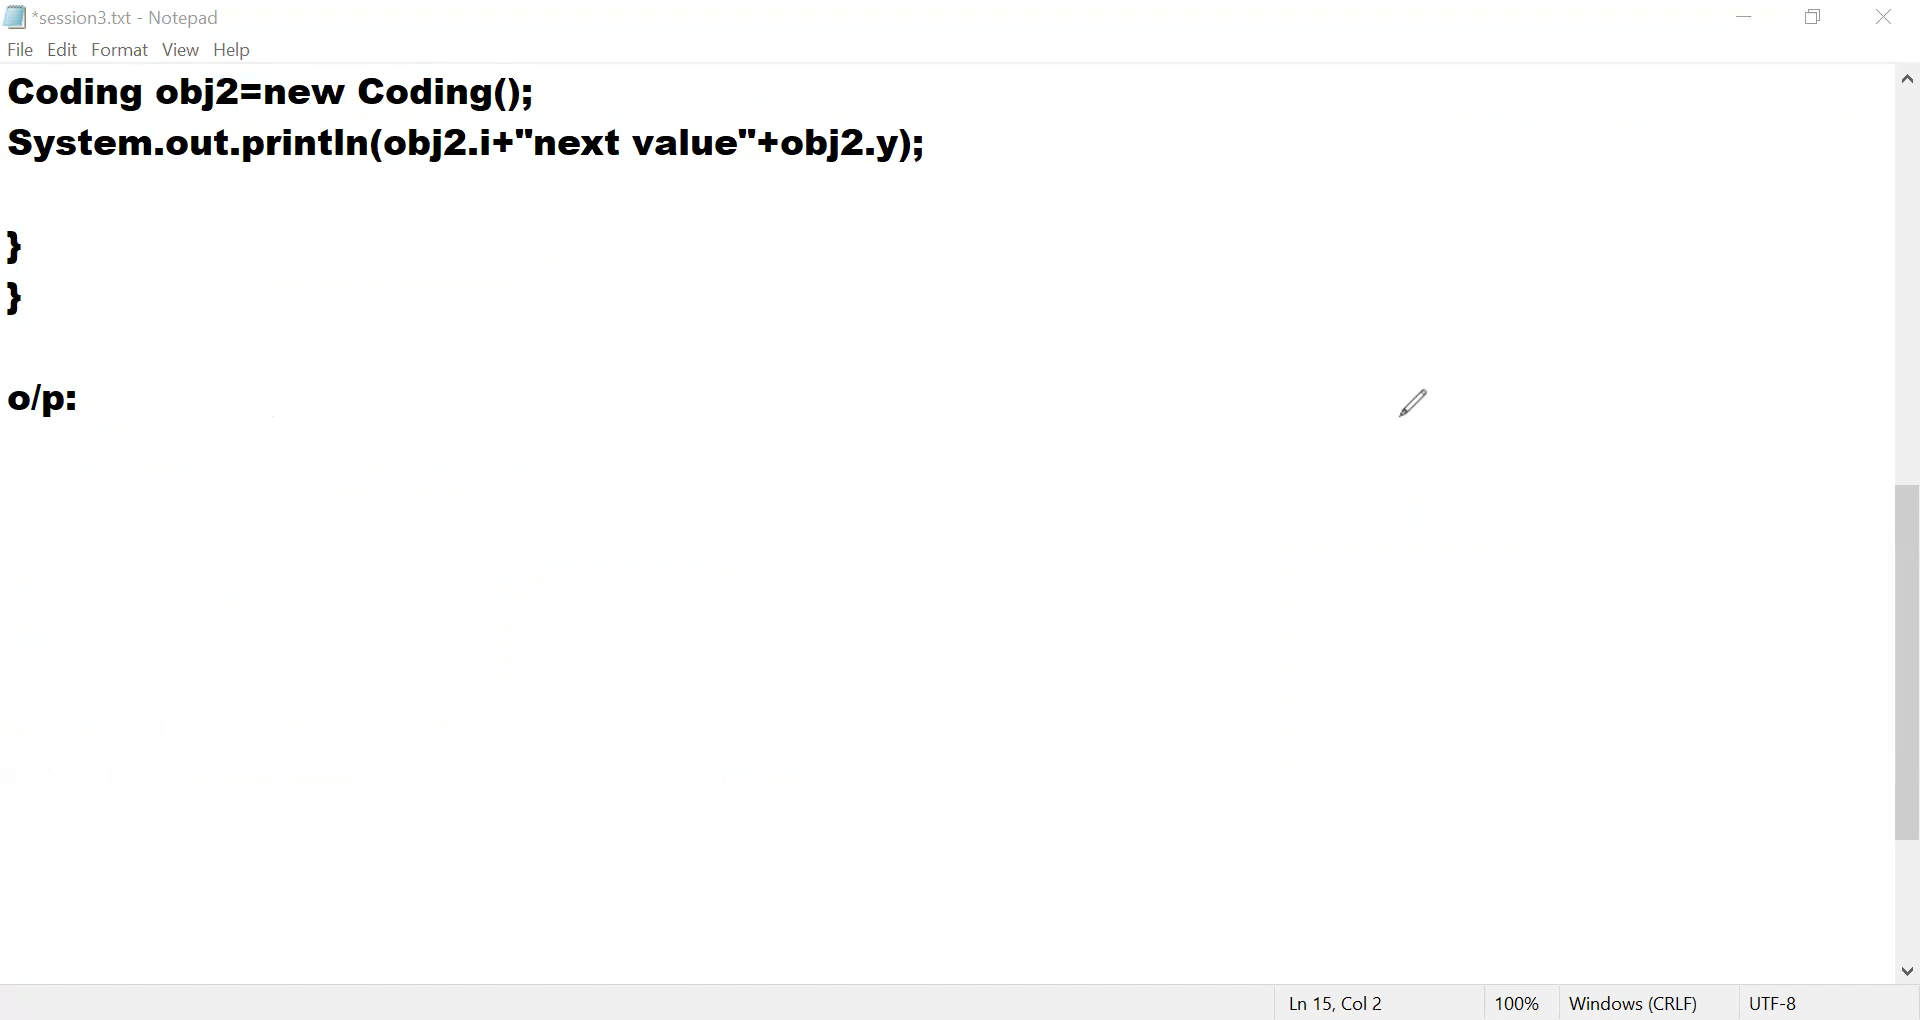 *session3.txt - Notepad
File Edit Format View Help
Coding obj2=new Coding();
System.out.println(obj2.i+"next value"+obj2.y);
}
}
o/p:
Ln 15, Col 2 100% Windows (CRLF) UTF-8